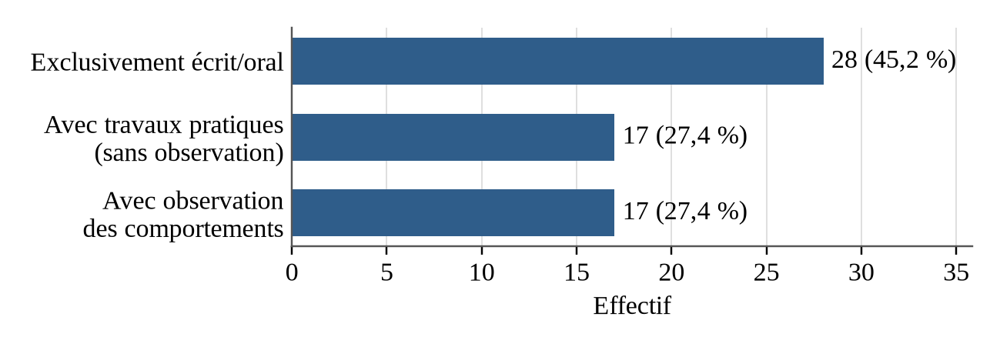 Exclusivement écrit/oral
28 (45,2 %)
Avec travaux pratiques
(sans observation)
17 (27,4 %)
Avec observation
des comportements
17 (27,4 %)
0 5 10 15 20 25 30 35
Effectif